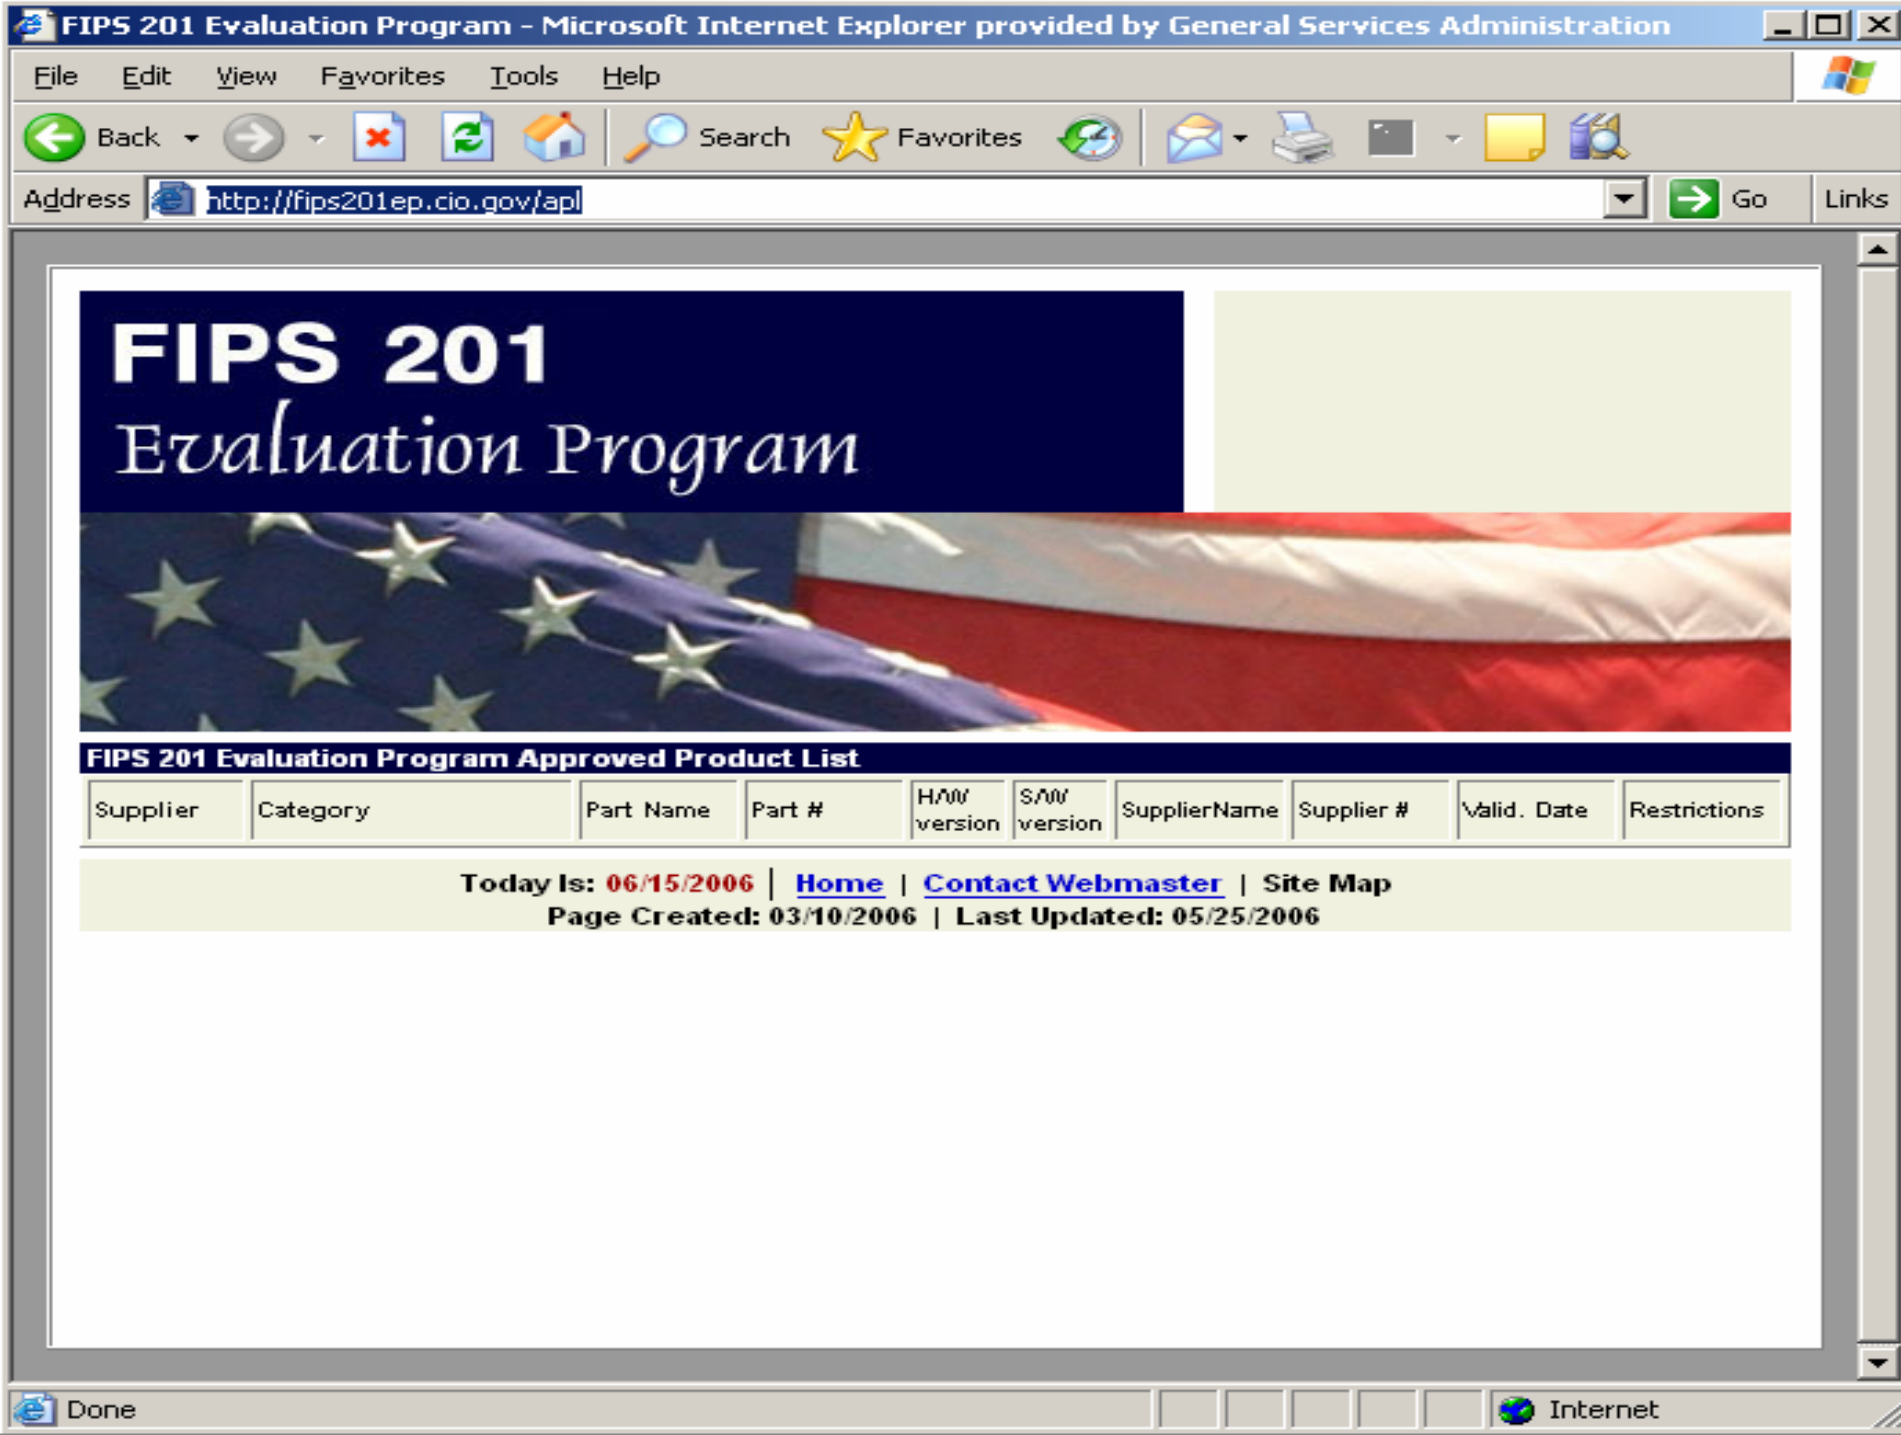 FIPS 201 Evaluation Program - Microsoft Internet Explorer provided by General Services Administration
File Edit View Favorites Tools Help
Back Search Favorites
Address http://fips201ep.cio.gov/apl Go Links
FIPS 201
Evaluation Program
FIPS 201 Evaluation Program Approved Product List
Supplier Category Part Name Part # H/W version S/W version SupplierName Supplier # Valid. Date Restrictions
Today Is: 06/15/2006 | Home | Contact Webmaster | Site Map
Page Created: 03/10/2006 | Last Updated: 05/25/2006
Done Internet